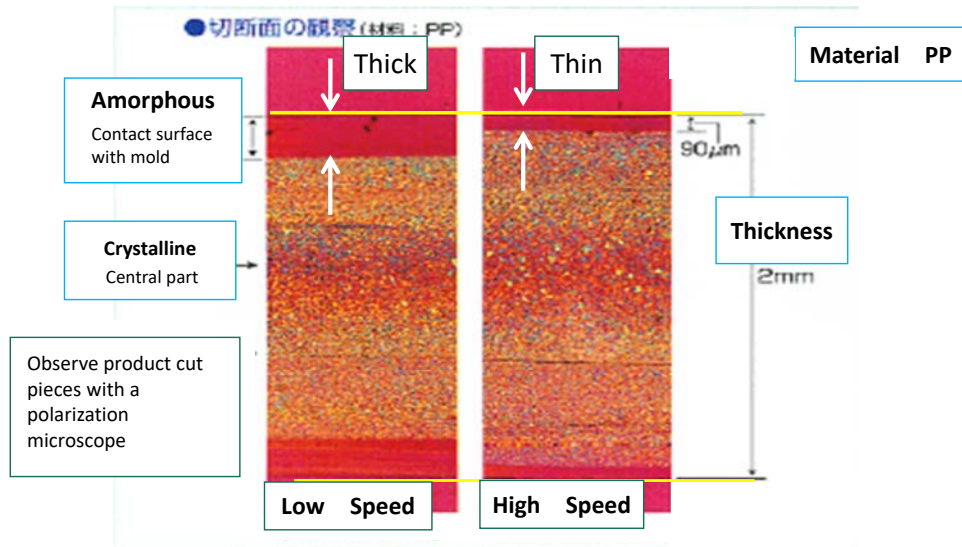 ●切断面の観察(材料:PP)
Thick
Thin
Material PP
Amorphous
Contact surface
with mold
90μm
Crystalline
Central part
Thickness
2mm
Observe product cut
pieces with a
polarization
microscope
Low Speed
High Speed